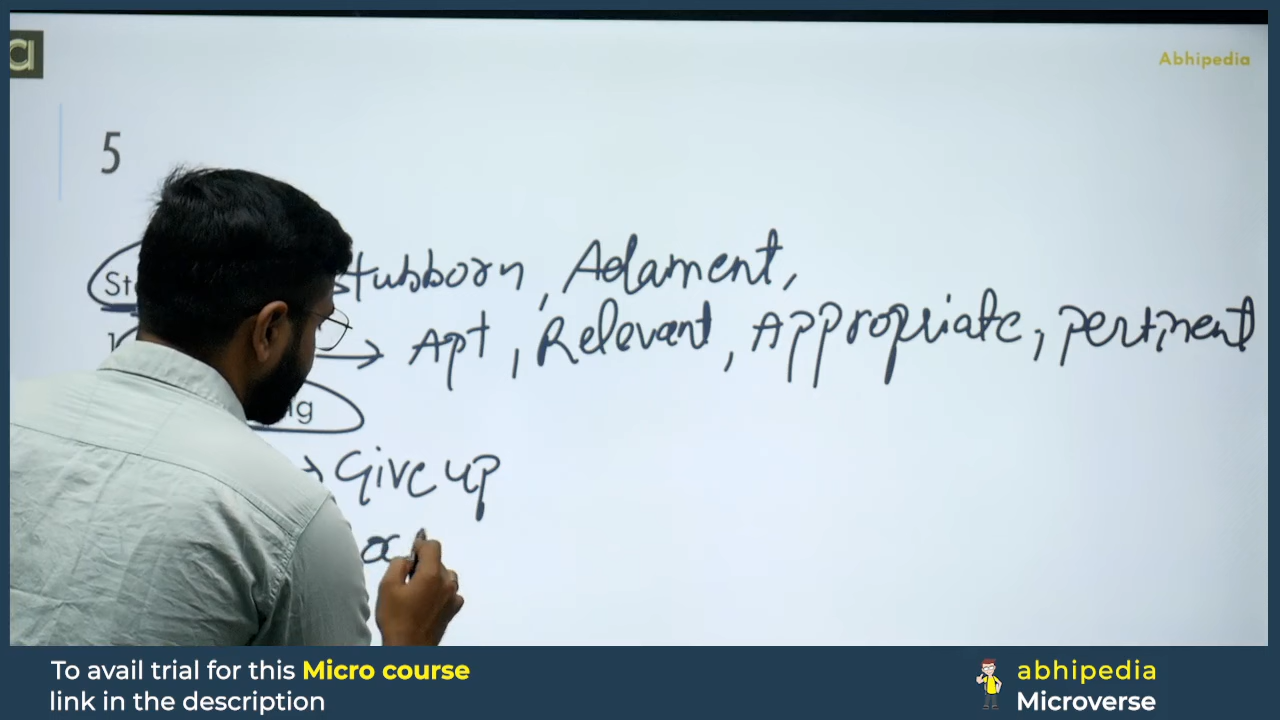 a
Abhipedia
5
St
Stubborn, Adament,
→ Apt, Relevant, Appropriate, pertinent
→ Give up
To avail trial for this Micro course
link in the description
abhipedia
Microverse